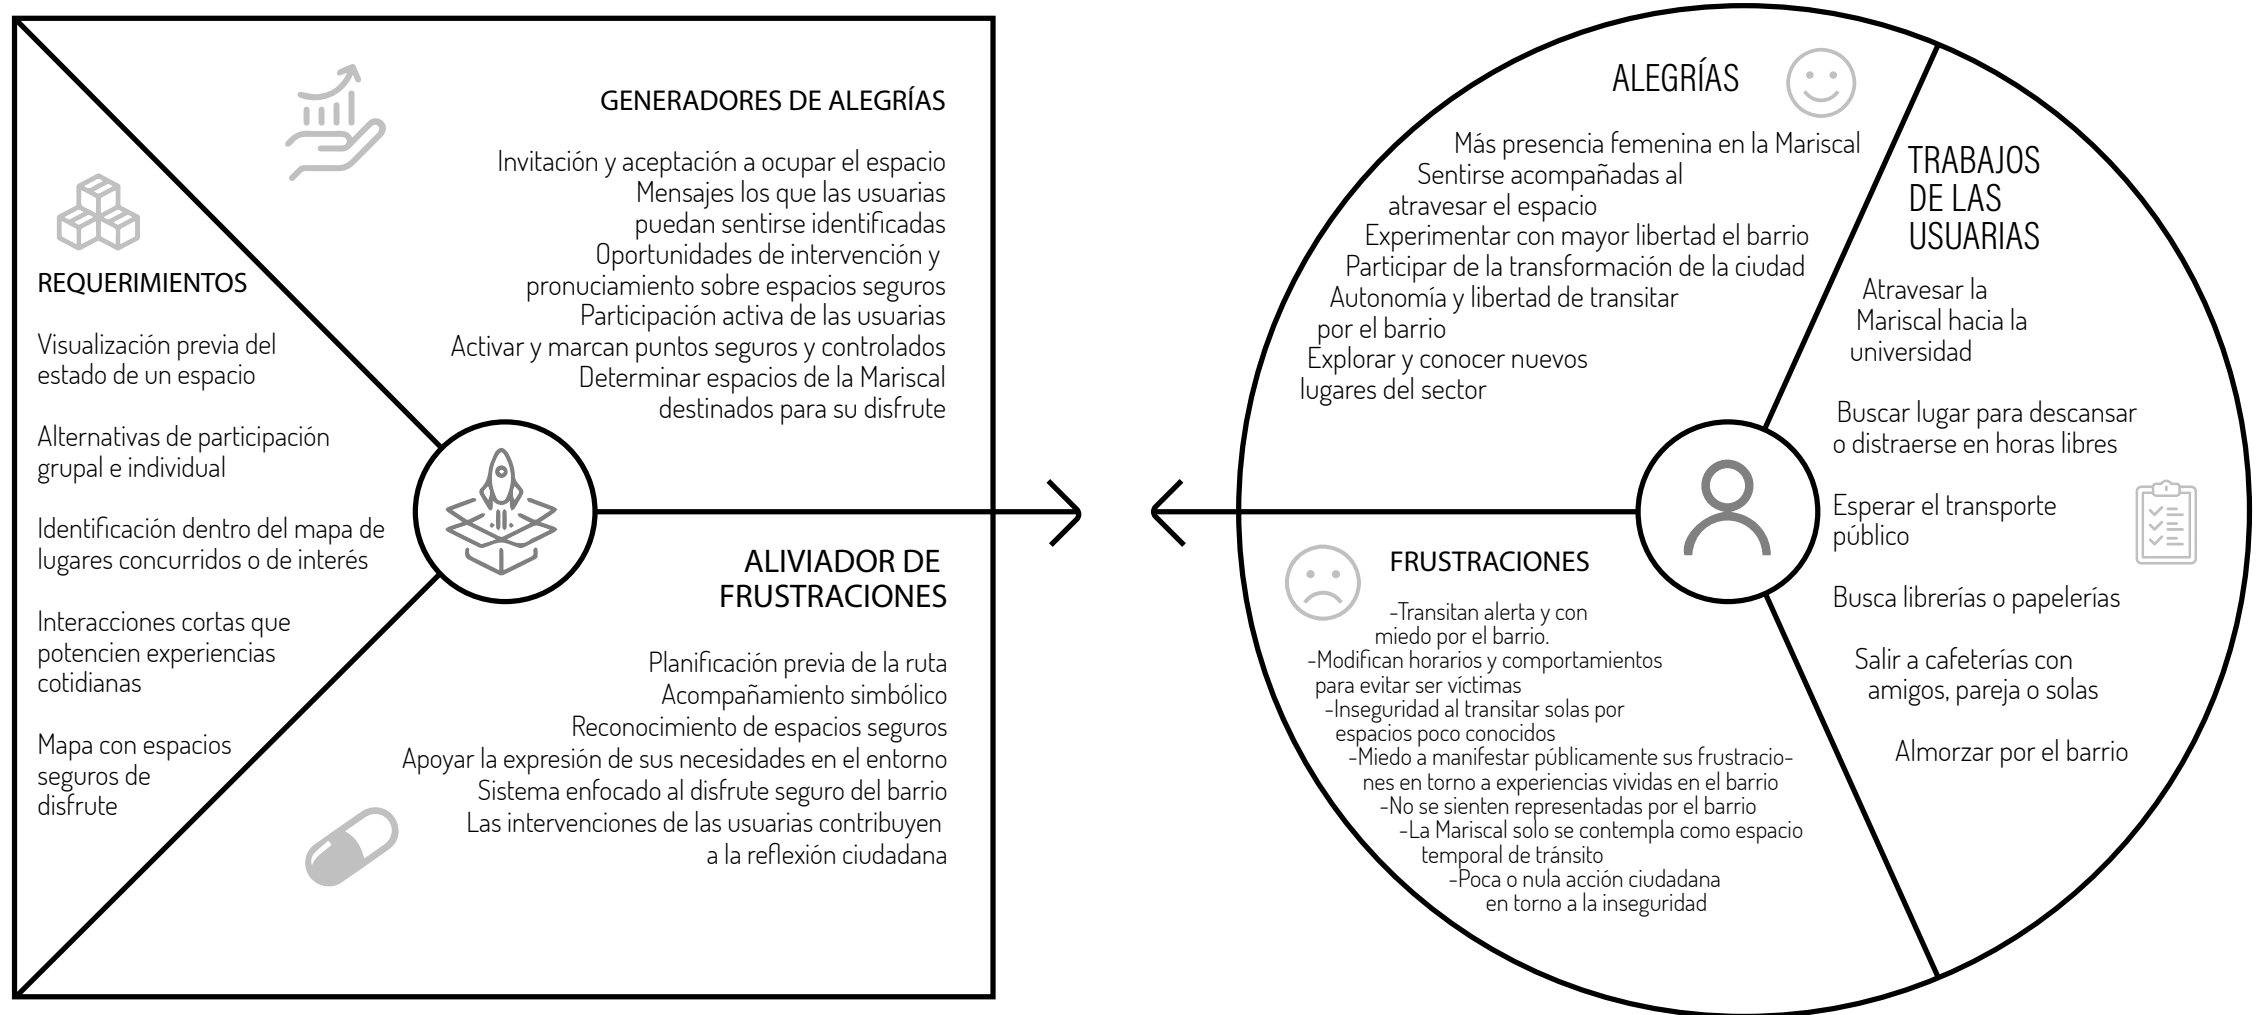 GENERADORES DE ALEGRÍAS
Invitación y aceptación a ocupar el espacio
Mensajes los que las usuarias
puedan sentirse identificadas
Oportunidades de intervención y
pronuciamiento sobre espacios seguros
Participación activa de las usuarias
Activar y marcan puntos seguros y controlados
Determinar espacios de la Mariscal
destinados para su disfrute
REQUERIMIENTOS
Visualización previa del
estado de un espacio
Alternativas de participación
grupal e individual
Identificación dentro del mapa de
lugares concurridos o de interés
Interacciones cortas que
potencien experiencias
cotidianas
Mapa con espacios
seguros de
disfrute
ALIVIADOR DE
FRUSTRACIONES
Planificación previa de la ruta
Acompañamiento simbólico
Reconocimiento de espacios seguros
Apoyar la expresión de sus necesidades en el entorno
Sistema enfocado al disfrute seguro del barrio
Las intervenciones de las usuarias contribuyen
a la reflexión ciudadana
ALEGRÍAS
Más presencia femenina en la Mariscal
Sentirse acompañadas al
atravesar el espacio
Experimentar con mayor libertad el barrio
Participar de la transformación de la ciudad
Autonomía y libertad de transitar
por el barrio
Explorar y conocer nuevos
lugares del sector
FRUSTRACIONES
-Transitan alerta y con
miedo por el barrio.
-Modifican horarios y comportamientos
para evitar ser víctimas
-Inseguridad al transitar solas por
espacios poco conocidos
-Miedo a manifestar públicamente sus frustracio-
nes en torno a experiencias vividas en el barrio
-No se sienten representadas por el barrio
-La Mariscal solo se contempla como espacio
temporal de tránsito
-Poca o nula acción ciudadana
en torno a la inseguridad
TRABAJOS
DE LAS
USUARIAS
Atravesar la
Mariscal hacia la
universidad
Buscar lugar para descansar
o distraerse en horas libres
Esperar el transporte
público
Busca librerías o papelerías
Salir a cafeterías con
amigos, pareja o solas
Almorzar por el barrio